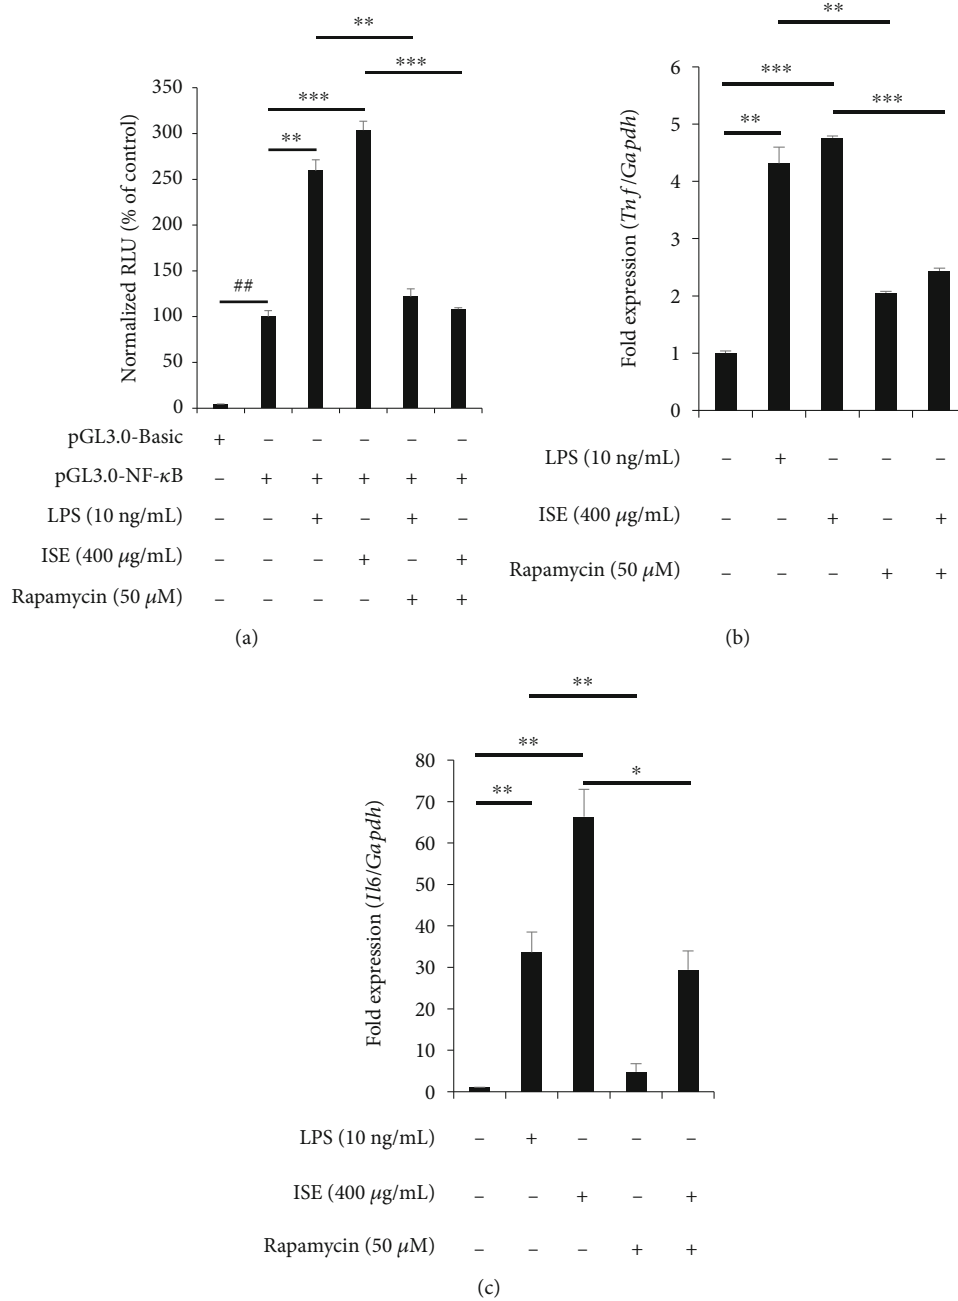 **
***
***
**
##
350
300
250
200
150
100
50
0
Normalized RLU (% of control)
pGL3.0-Basic + – – – – –
pGL3.0-NF-κB – + + + + +
LPS (10 ng/mL) – – + – + –
ISE (400 μg/mL) – – – + – +
Rapamycin (50 μM) – – – – + +
(a)
**
***
***
**
6
5
4
3
2
1
0
Fold expression (Tnf/Gapdh)
LPS (10 ng/mL) – + – – –
ISE (400 μg/mL) – – + – +
Rapamycin (50 μM) – – – + +
(b)
**
**
*
**
80
70
60
50
40
30
20
10
0
Fold expression (Il6/Gapdh)
LPS (10 ng/mL) – + – – –
ISE (400 μg/mL) – – + – +
Rapamycin (50 μM) – – – + +
(c)